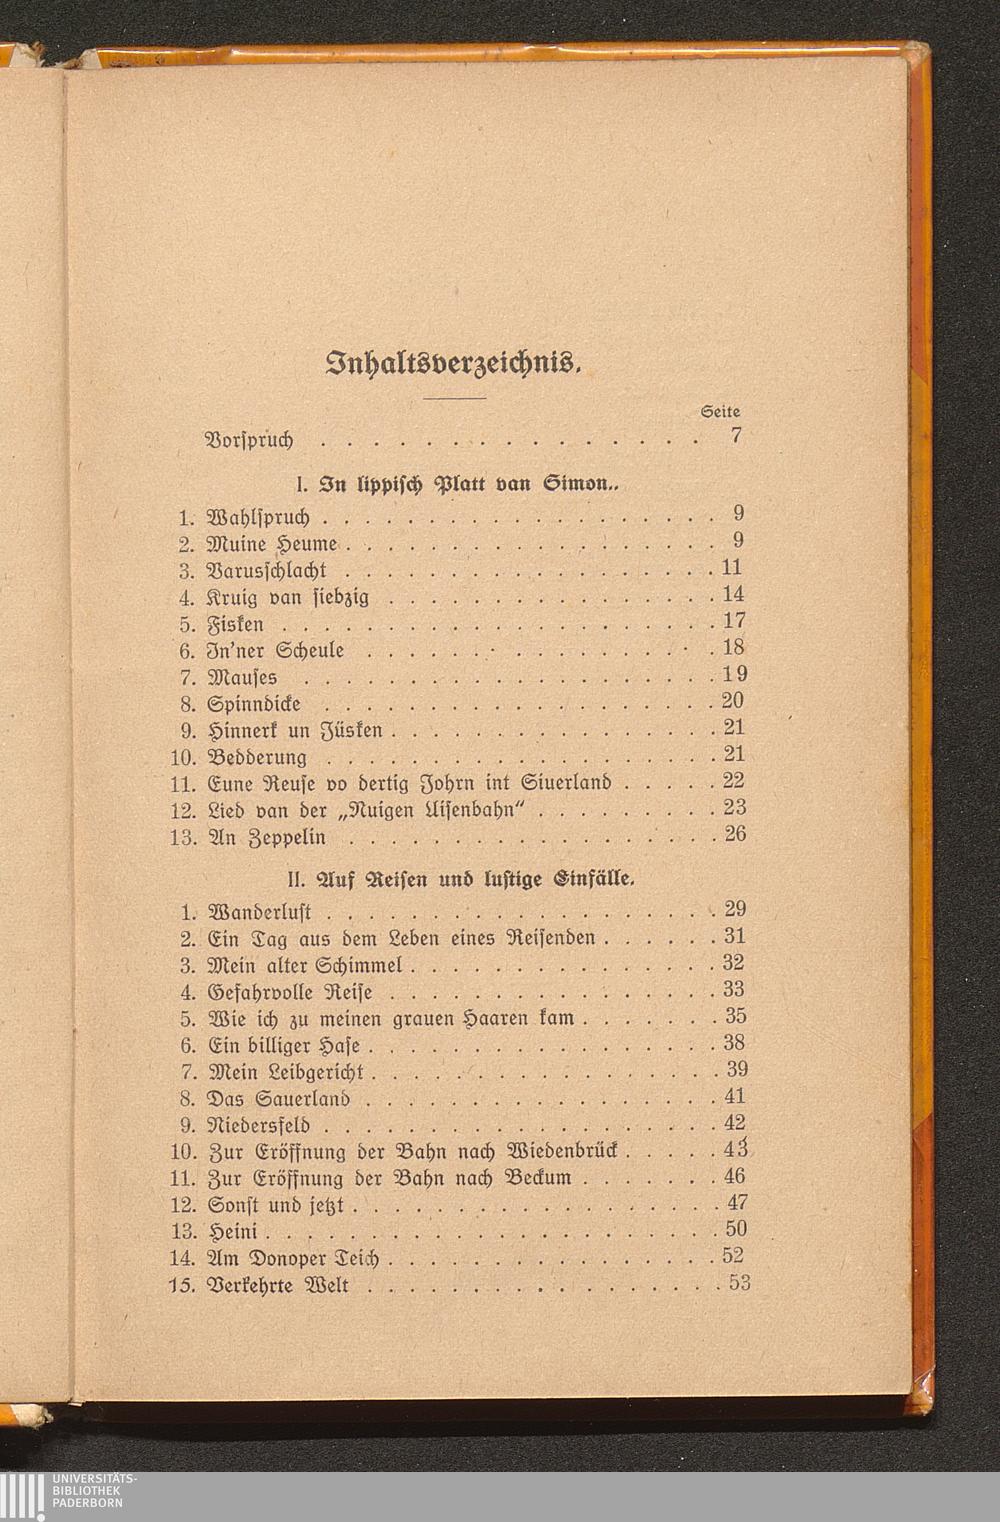 Inhaltsverzeichnis.
Seite
Vorspruch . . . . . . . . . . . . . . . 7
I. In lippisch Platt van Simon..
1. Wahlspruch . . . . . . . . . . . . . . . . . . . 9
2. Muine Heume . . . . . . . . . . . . . . . . . . 9
3. Varusschlacht . . . . . . . . . . . . . . . . . . 11
4. Kruig van siebzig . . . . . . . . . . . . . . . . 14
5. Fisken . . . . . . . . . . . . . . . . . . . . . 17
6. In'ner Scheule . . . . . . . . . . . . . . . . . 18
7. Mauses . . . . . . . . . . . . . . . . . . . . 19
8. Spinndicke . . . . . . . . . . . . . . . . . . . 20
9. Hinnerk un Jüsken . . . . . . . . . . . . . . . . 21
10. Bedderung . . . . . . . . . . . . . . . . . . . 21
11. Eune Reuse vo dertig Johrn int Siuerland . . . . . 22
12. Lied van der „Nuigen Uisenbahn“ . . . . . . . . . 23
13. An Zeppelin . . . . . . . . . . . . . . . . . . 26
II. Auf Reisen und lustige Einfälle.
1. Wanderlust . . . . . . . . . . . . . . . . . . . 29
2. Ein Tag aus dem Leben eines Reisenden . . . . . . 31
3. Mein alter Schimmel . . . . . . . . . . . . . . . 32
4. Gefahrvolle Reise . . . . . . . . . . . . . . . . 33
5. Wie ich zu meinen grauen Haaren kam . . . . . . . 35
6. Ein billiger Hase . . . . . . . . . . . . . . . . . 38
7. Mein Leibgericht . . . . . . . . . . . . . . . . . 39
8. Das Sauerland . . . . . . . . . . . . . . . . . 41
9. Niedersfeld . . . . . . . . . . . . . . . . . . . 42
10. Zur Eröffnung der Bahn nach Wiedenbrück . . . . . 43
11. Zur Eröffnung der Bahn nach Beckum . . . . . . . 46
12. Sonst und jetzt . . . . . . . . . . . . . . . . . . 47
13. Heini . . . . . . . . . . . . . . . . . . . . . . 50
14. Am Donoper Teich . . . . . . . . . . . . . . . . 52
15. Verkehrte Welt . . . . . . . . . . . . . . . . . 53
UNIVERSITÄTS-
BIBLIOTHEK
PADERBORN